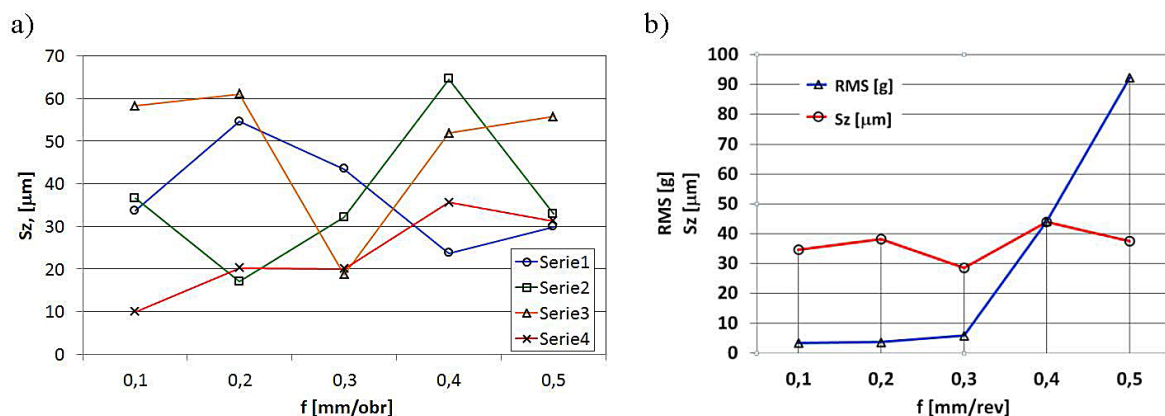 a)
70
60
50
40
30
20
10
0
Sz, [μm]
0,1 0,2 0,3 0,4 0,5
f [mm/obr]
Serie1
Serie2
Serie3
Serie4
b)
100
90
80
70
60
50
40
30
20
10
0
RMS [g]
Sz [μm]
RMS [g]
Sz [μm]
0,1 0,2 0,3 0,4 0,5
f [mm/rev]